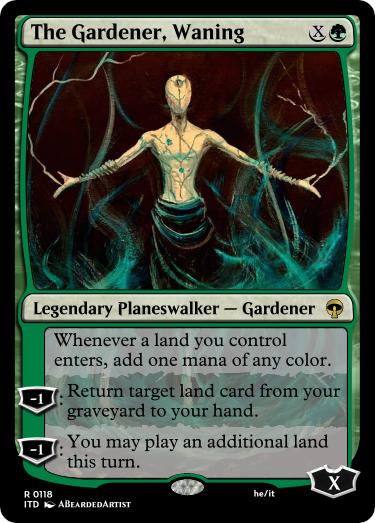 The Gardener, Waning X
Legendary Planeswalker — Gardener
Whenever a land you control
enters, add one mana of any color.
-1: Return target land card from your
graveyard to your hand.
-1: You may play an additional land
this turn.
X
R 0118 he/it
ITD ABeardedArtist